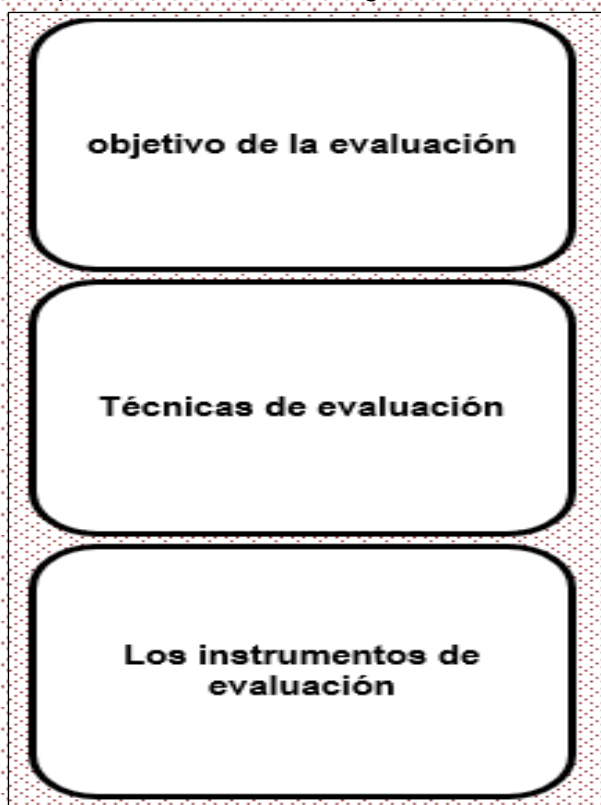 objetivo de la evaluación
Técnicas de evaluación
Los instrumentos de
evaluación